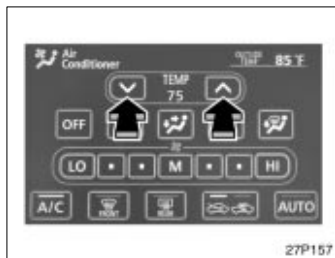 Air
Conditioner
OUTSIDE
TEMP
85 °F
TEMP
75
OFF
LO
M
HI
A/C
FRONT
REAR
AUTO
27P157